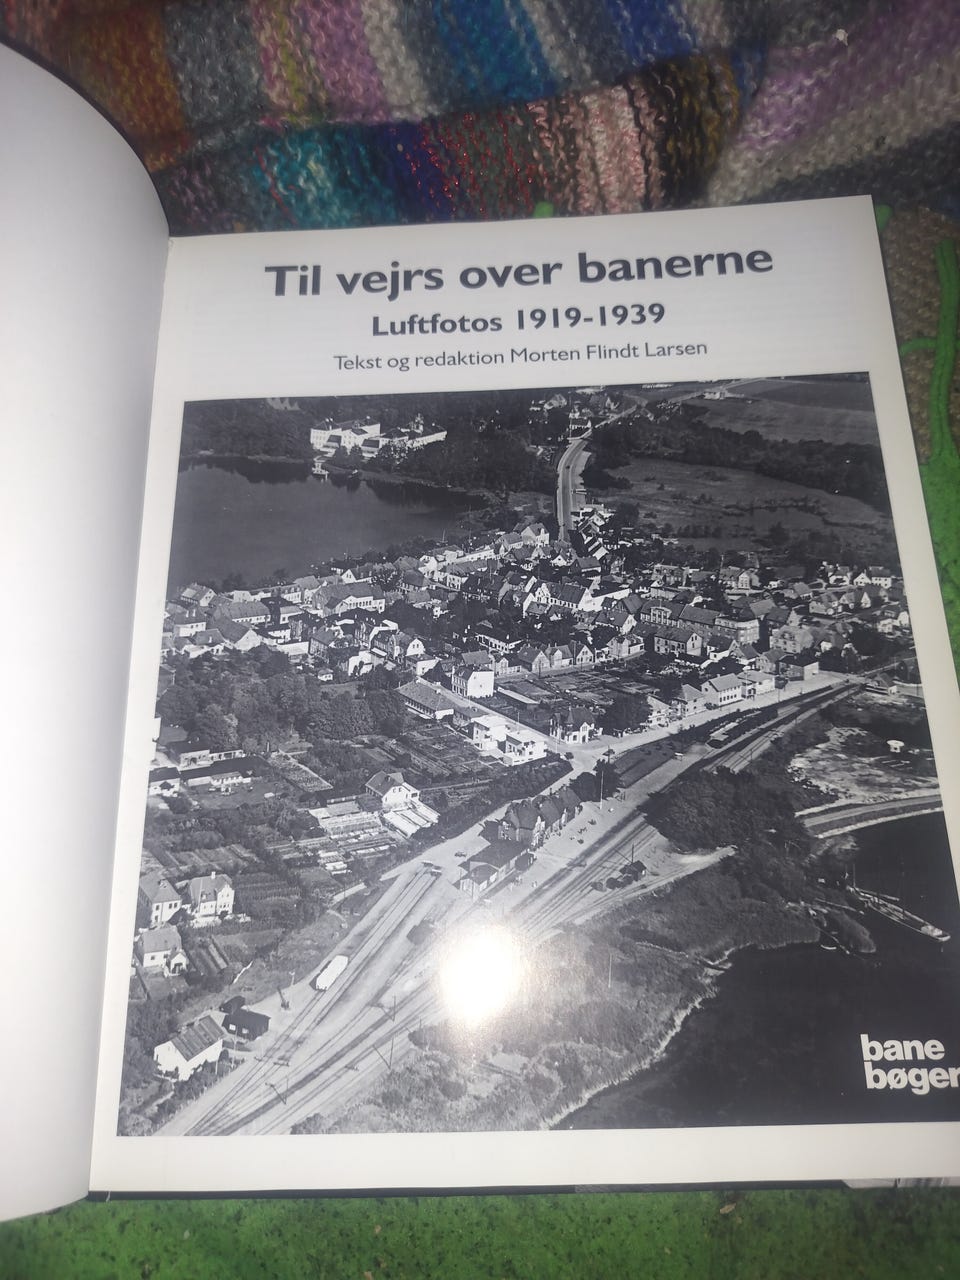 Til vejrs over banerne
Luftfotos 1919-1939
Tekst og redaktion Morten Flindt Larsen
bane
bøger